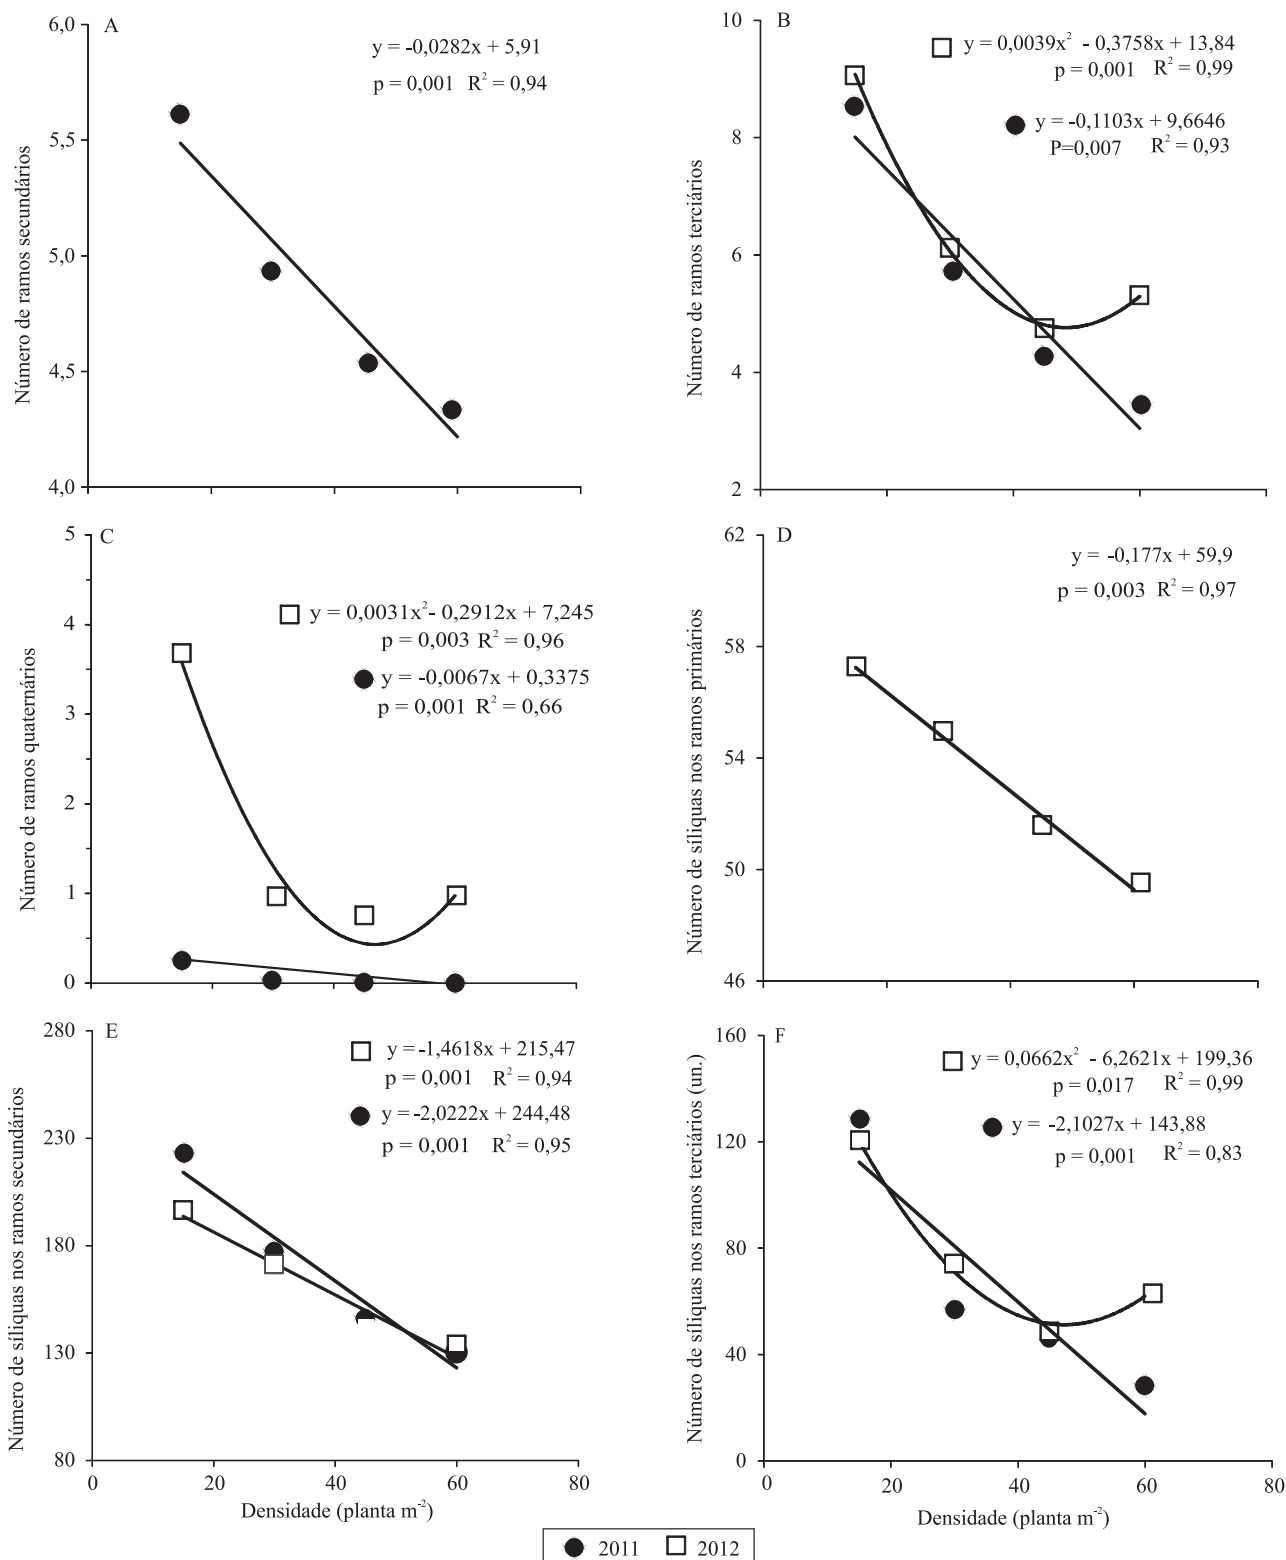 A
y = -0,0282x + 5,91
p = 0,001 R² = 0,94
6,0
5,5
5,0
4,5
4,0
Número de ramos secundários
B
y = 0,0039x² - 0,3758x + 13,84
p = 0,001 R² = 0,99
y = -0,1103x + 9,6646
P=0,007 R² = 0,93
10
8
6
4
2
Número de ramos terciários
C
y = 0,0031x² - 0,2912x + 7,245
p = 0,003 R² = 0,96
y = -0,0067x + 0,3375
p = 0,001 R² = 0,66
5
4
3
2
1
0
Número de ramos quaternários
D
y = -0,177x + 59,9
p = 0,003 R² = 0,97
62
58
54
50
46
Número de síliquas nos ramos primários
E
y = -1,4618x + 215,47
p = 0,001 R² = 0,94
y = -2,0222x + 244,48
p = 0,001 R² = 0,95
280
230
180
130
80
Número de síliquas nos ramos secundários
0 20 40 60 80
Densidade (planta m⁻²)
F
y = 0,0662x² - 6,2621x + 199,36
p = 0,017 R² = 0,99
y = -2,1027x + 143,88
p = 0,001 R² = 0,83
160
120
80
40
0
Número de síliquas nos ramos terciários (un.)
0 20 40 60 80
Densidade (planta m⁻²)
2011 2012